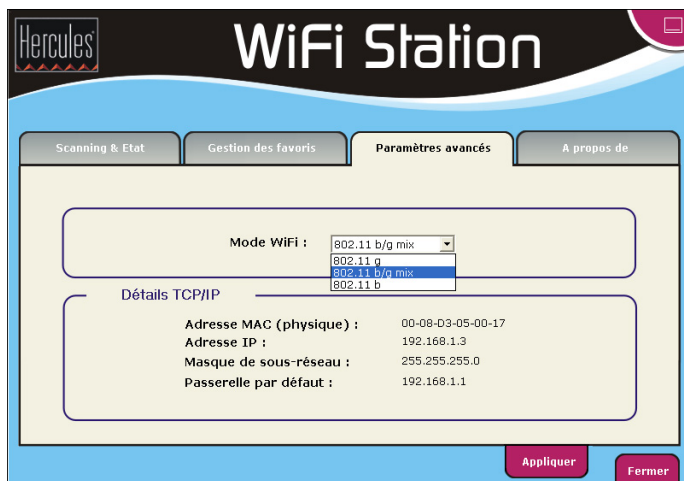 Hercules
WiFi Station
Scanning & Etat
Gestion des favoris
Paramètres avancés
A propos de
Mode WiFi :
802.11 b/g mix
802.11 g
802.11 b/g mix
802.11 b
Détails TCP/IP
Adresse MAC (physique) : 00-08-D3-05-00-17
Adresse IP : 192.168.1.3
Masque de sous-réseau : 255.255.255.0
Passerelle par défaut : 192.168.1.1
Appliquer
Fermer